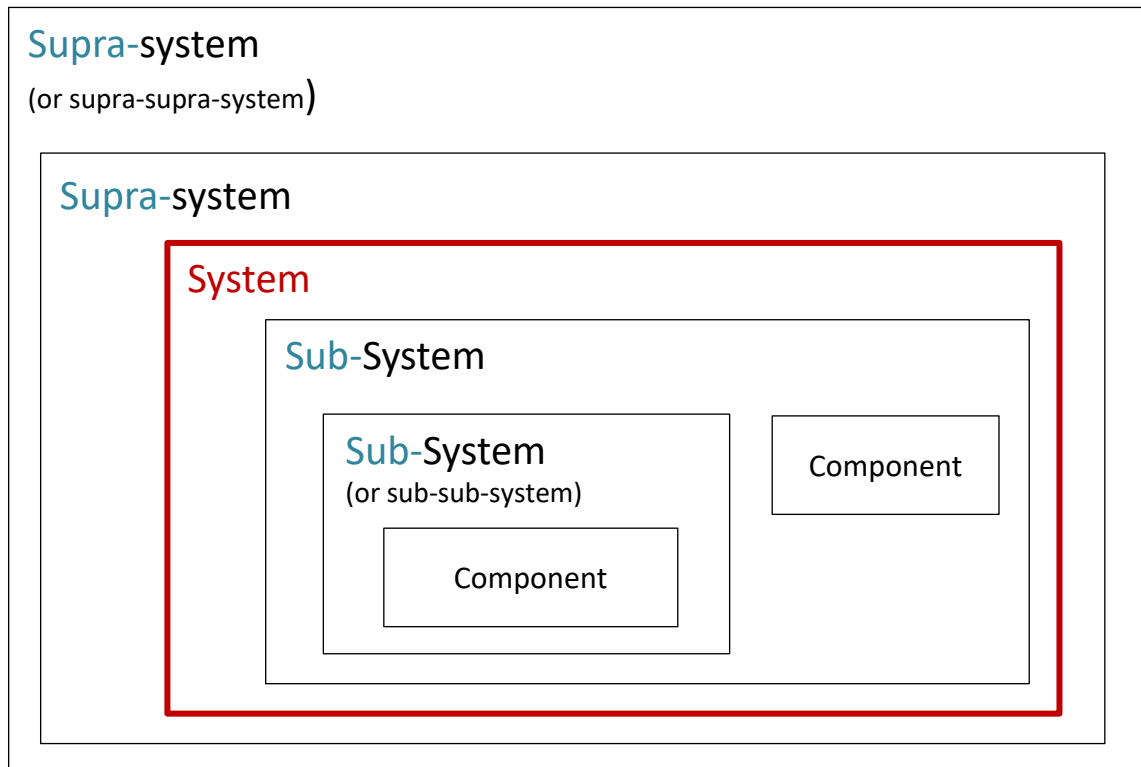 Supra-system
(or supra-supra-system)
Supra-system
System
Sub-System
Sub-System
(or sub-sub-system)
Component
Component